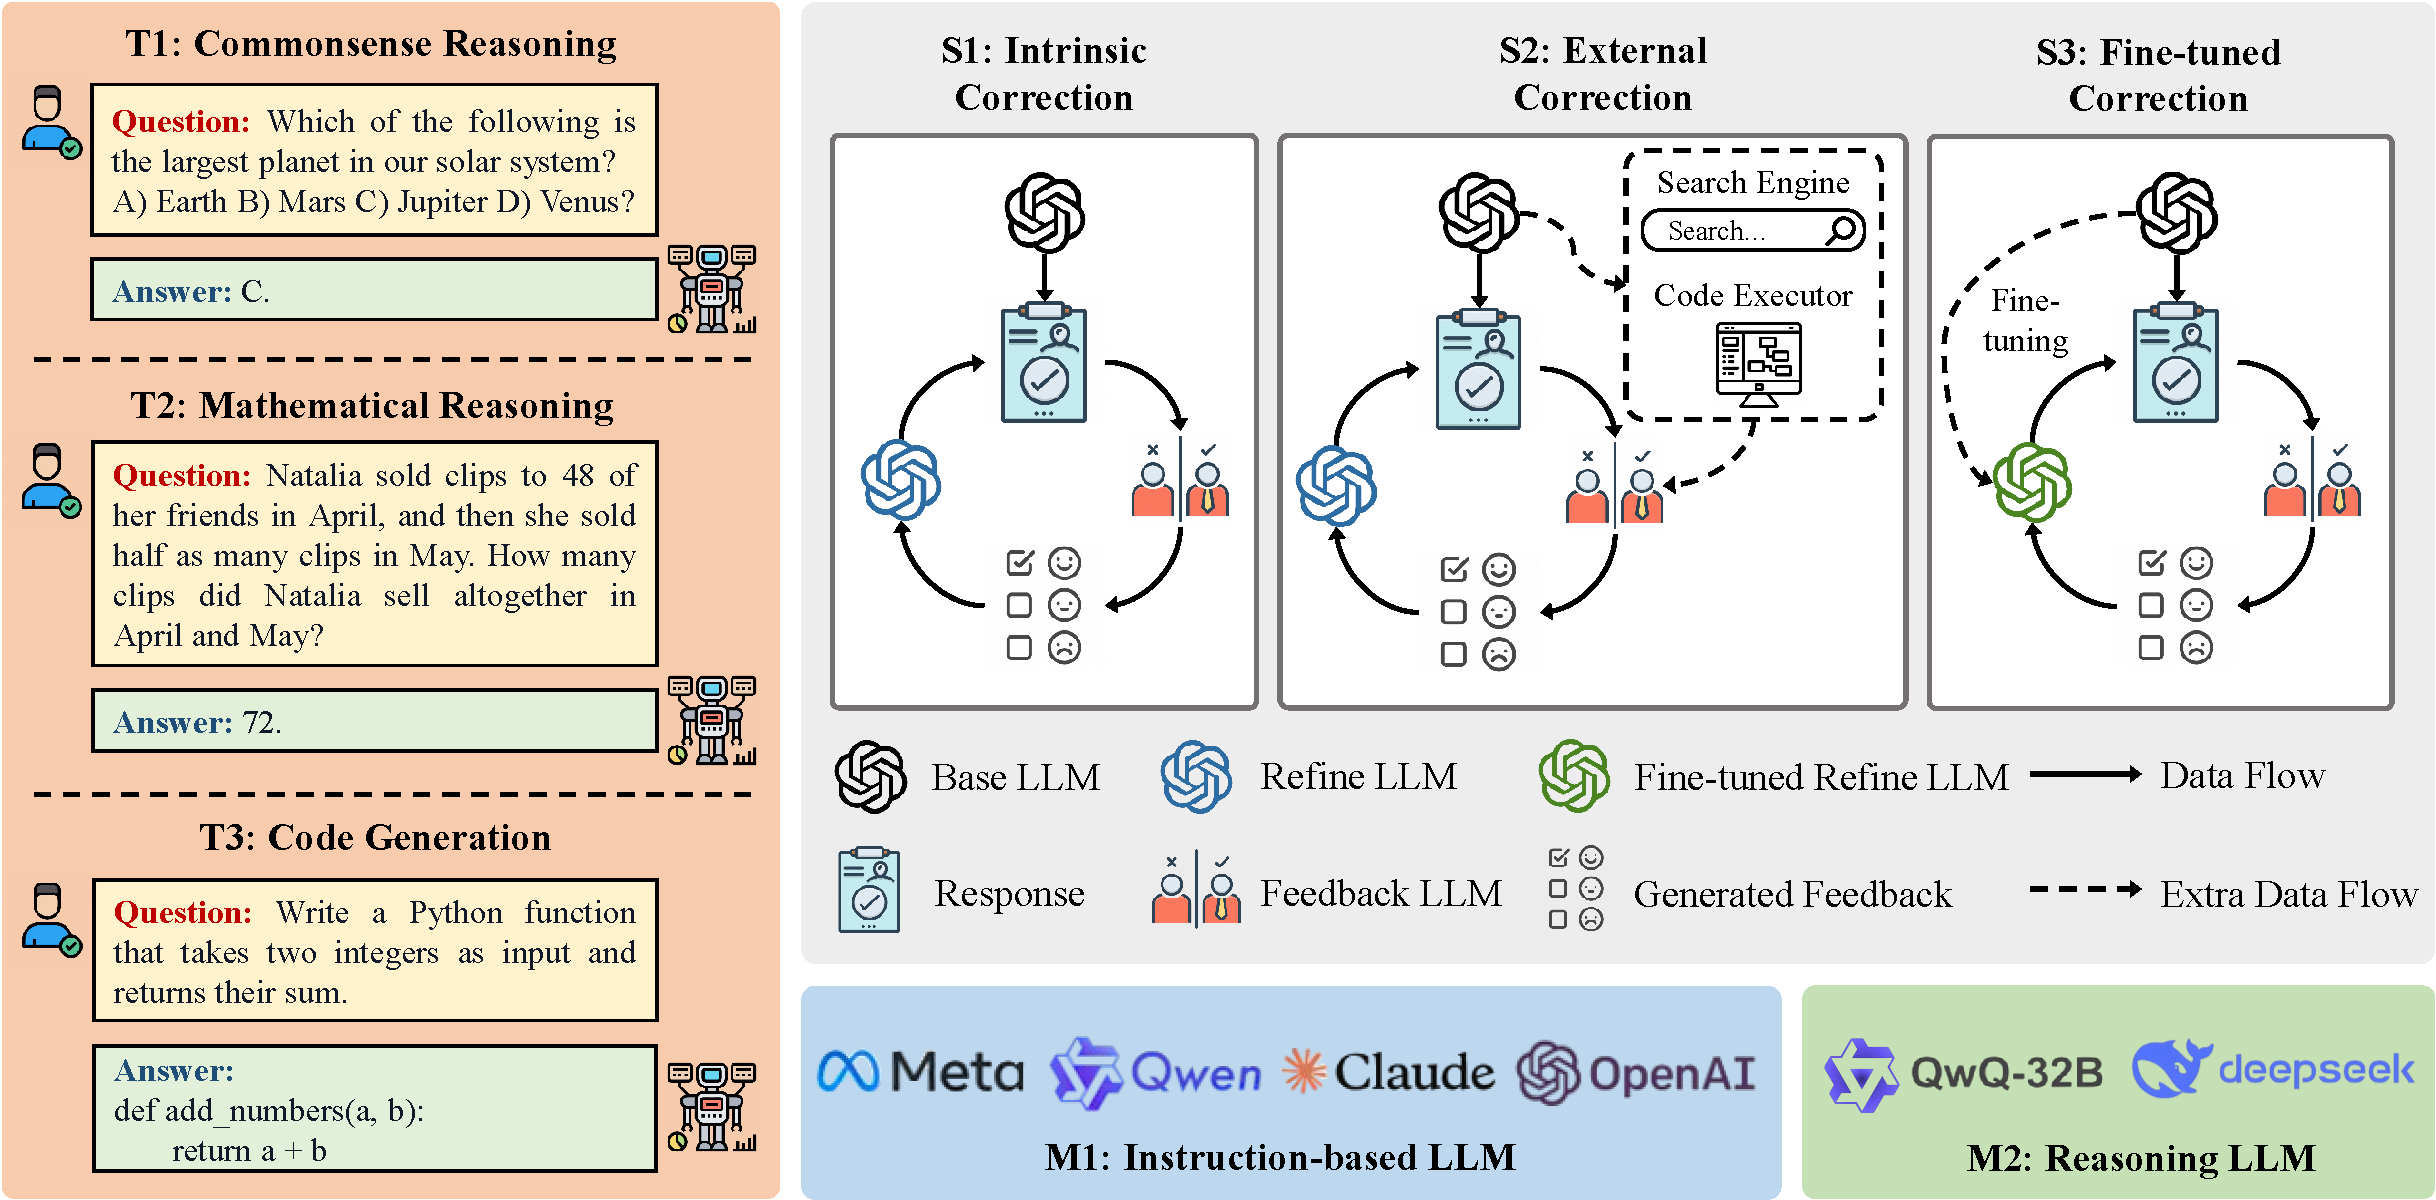 T1: Commonsense Reasoning
Question: Which of the following is
the largest planet in our solar system?
A) Earth B) Mars C) Jupiter D) Venus?
Answer: C.
T2: Mathematical Reasoning
Question: Natalia sold clips to 48 of
her friends in April, and then she sold
half as many clips in May. How many
clips did Natalia sell altogether in
April and May?
Answer: 72.
T3: Code Generation
Question: Write a Python function
that takes two integers as input and
returns their sum.
Answer:
def add_numbers(a, b):
return a + b
S1: Intrinsic
Correction
S2: External
Correction
Search Engine
Search...
Code Executor
S3: Fine-tuned
Correction
Fine-
tuning
Base LLM
Refine LLM
Fine-tuned Refine LLM
Data Flow
Response
Feedback LLM
Generated Feedback
Extra Data Flow
Meta
Qwen
Claude
OpenAI
M1: Instruction-based LLM
QwQ-32B
deepseek
M2: Reasoning LLM